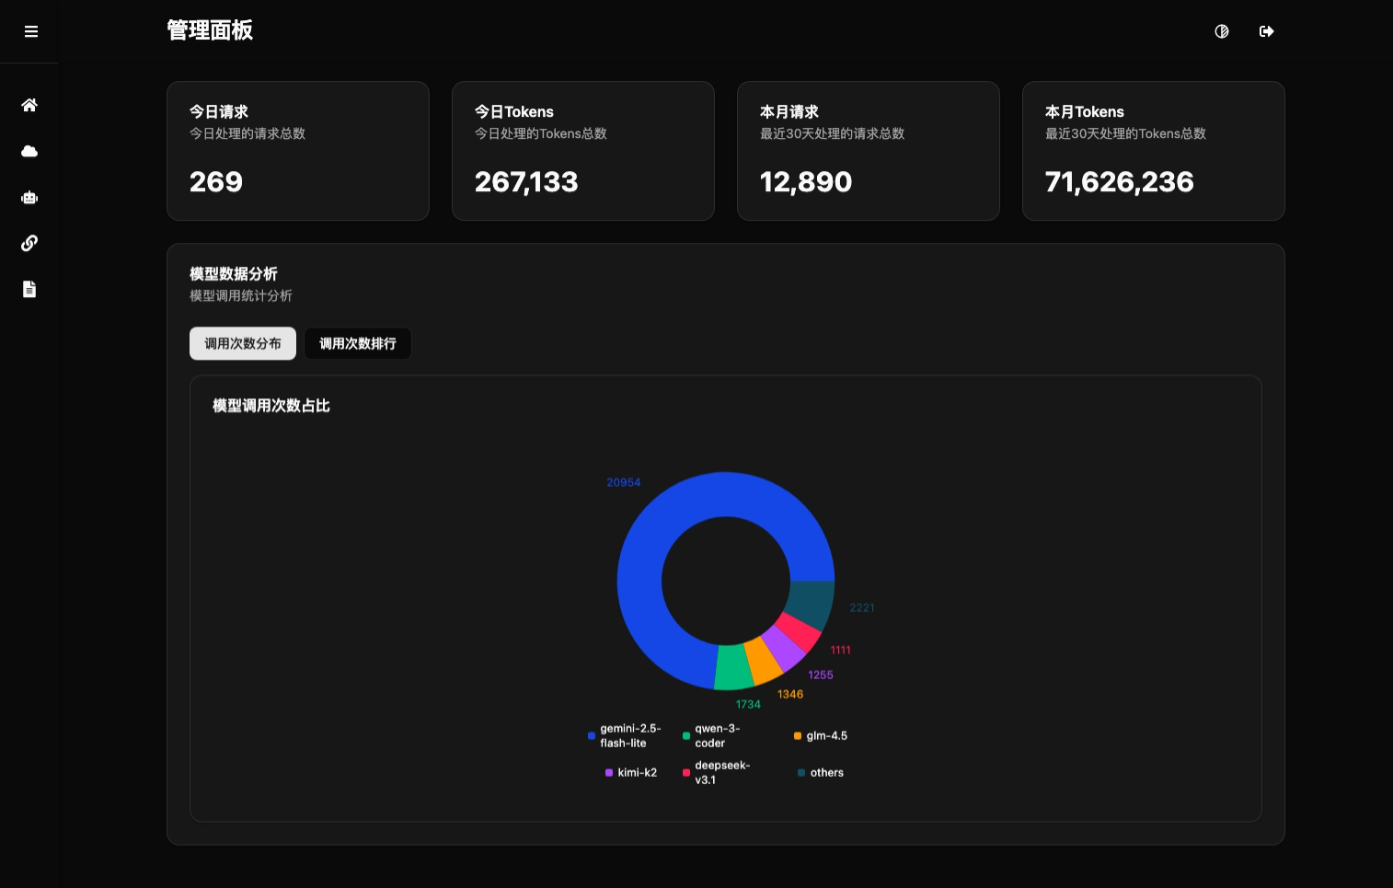 管理面板
今日请求
今日处理的请求总数
269
今日Tokens
今日处理的Tokens总数
267,133
本月请求
最近30天处理的请求总数
12,890
本月Tokens
最近30天处理的Tokens总数
71,626,236
模型数据分析
模型调用统计分析
调用次数分布
调用次数排行
模型调用次数占比
20954
2221
1111
1255
1346
1734
gemini-2.5-
flash-lite
qwen-3-
coder
glm-4.5
kimi-k2
deepseek-
v3.1
others